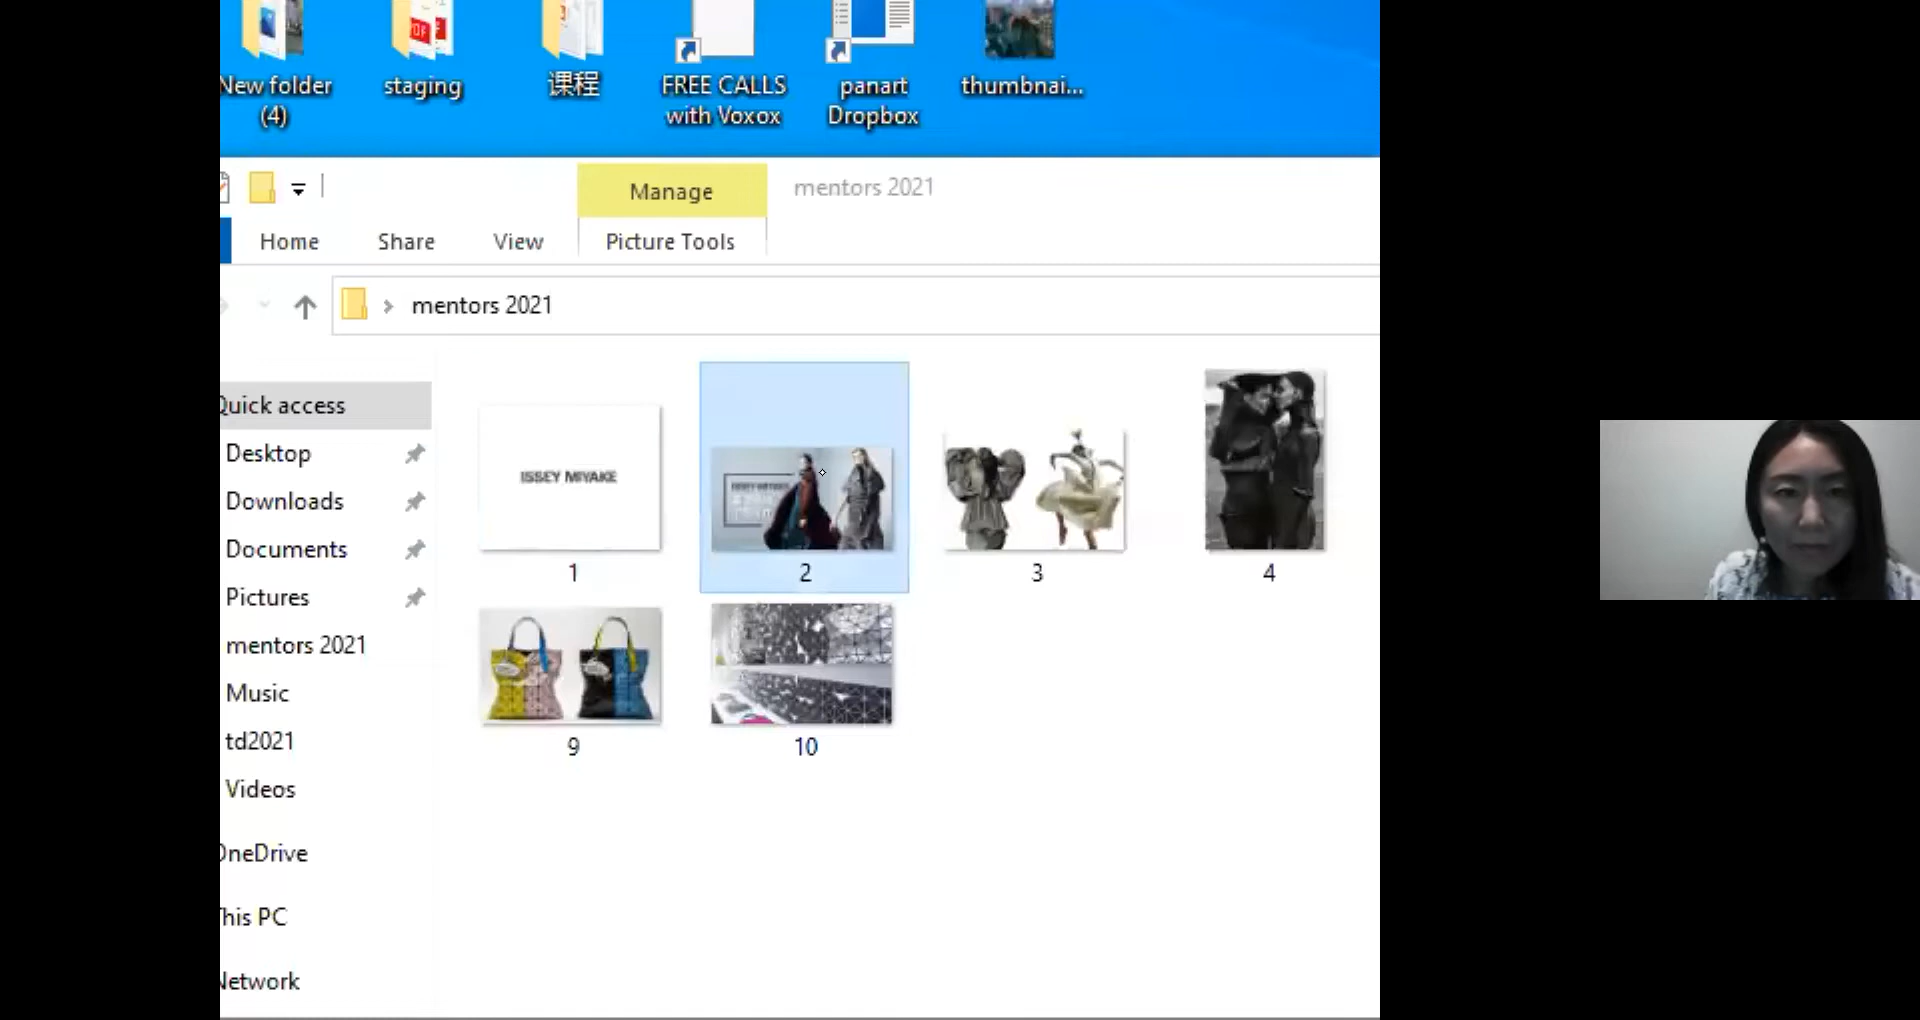 New folder
(4)
staging
课程
FREE CALLS
with Voxox
panart
Dropbox
thumbnai...
Manage
mentors 2021
Home
Share
View
Picture Tools
mentors 2021
Quick access
Desktop
Downloads
Documents
Pictures
mentors 2021
Music
td2021
Videos
OneDrive
This PC
Network
ISSEY MIYAKE
1
2
3
4
9
10